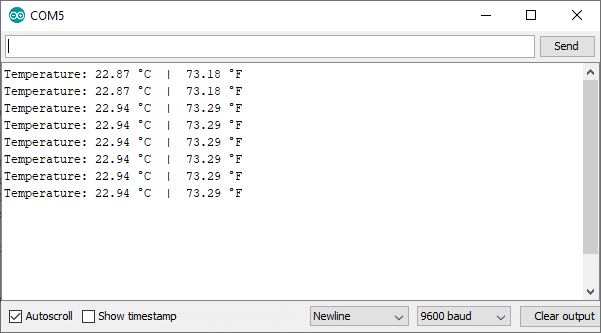 COM5
Send
Temperature: 22.87 °C  |  73.18 °F
Temperature: 22.87 °C  |  73.18 °F
Temperature: 22.94 °C  |  73.29 °F
Temperature: 22.94 °C  |  73.29 °F
Temperature: 22.94 °C  |  73.29 °F
Temperature: 22.94 °C  |  73.29 °F
Temperature: 22.94 °C  |  73.29 °F
Temperature: 22.94 °C  |  73.29 °F
Autoscroll Show timestamp Newline 9600 baud Clear output